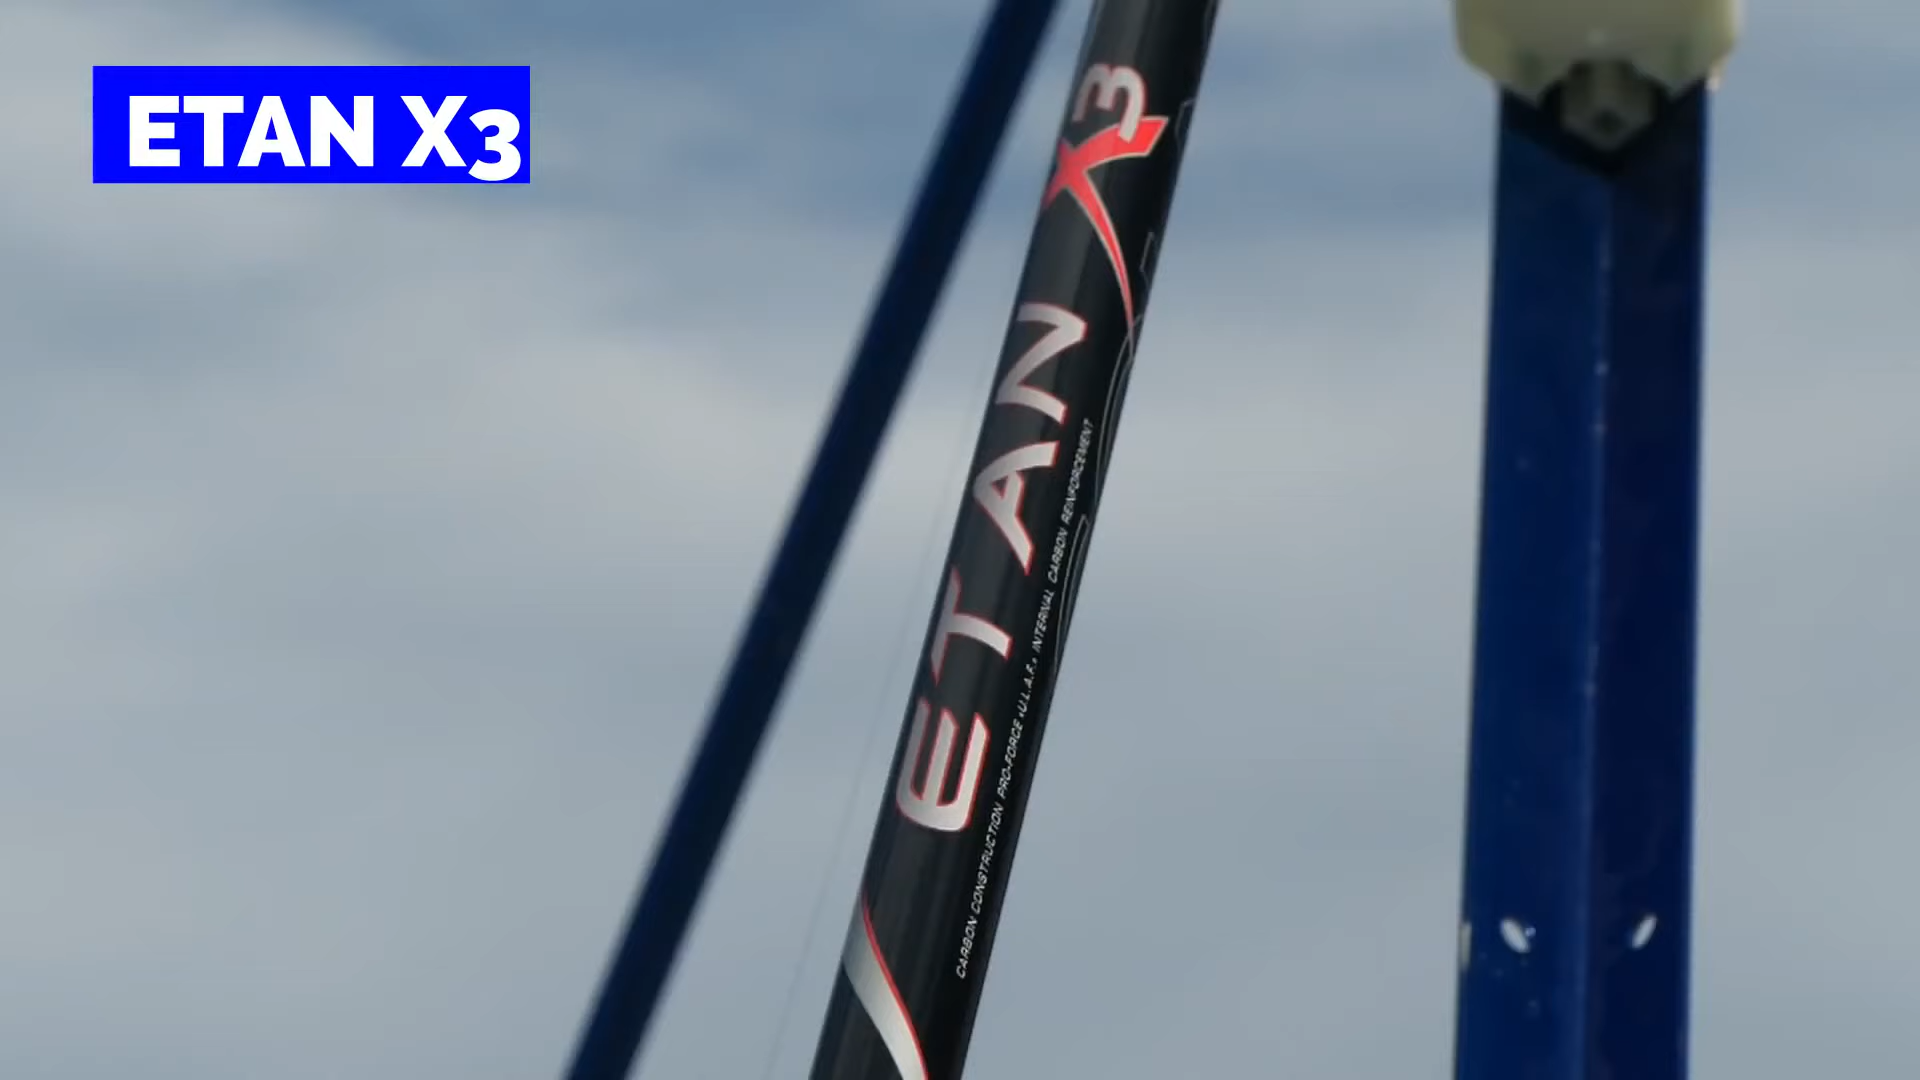 ETAN X3
ETAN X3
CARBON CONSTRUCTION PRO-FORCE •U.L.A.F.• INTERNAL CARBON REINFORCEMENT